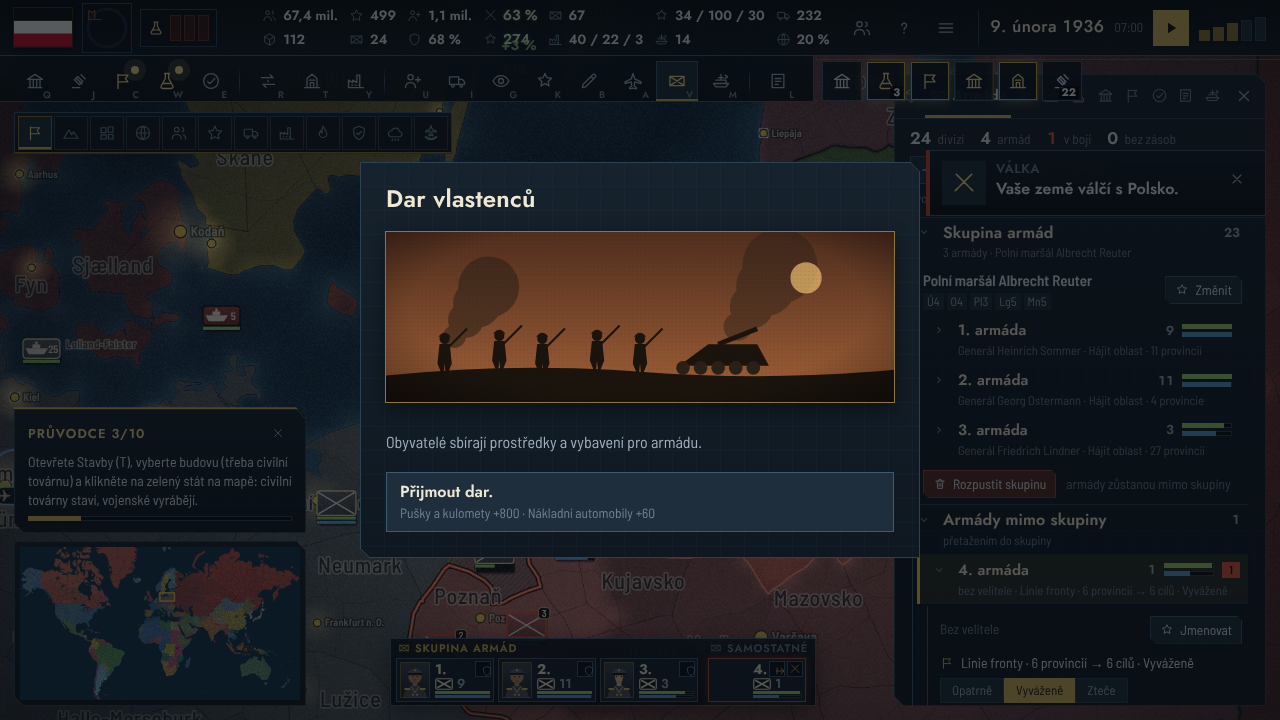 67,4 mil. 499 1,1 mil. 63 % 67 34 / 100 / 30 232
112 24 68 % 274 40 / 22 / 3 14 20 %
+3 %
? 9. února 1936 07:00
Q J C W E R T Y U I G K B A V M L
3 22
24 divizí 4 armád 1 v boji 0 bez zásob
VÁLKA
Vaše země válčí s Polsko.
Skåne
Liepāja
Aarhus
Kodaň
Sjælland
Fyn
5
25
Lolland-Falster
Kiel
Dar vlastenců
Obyvatelé sbírají prostředky a vybavení pro armádu.
Přijmout dar.
Pušky a kulomety +800 · Nákladní automobily +60
PRŮVODCE 3/10
Otevřete Stavby (T), vyberte budovu (třeba civilní
továrnu) a klikněte na zelený stát na mapě: civilní
továrny staví, vojenské vyrábějí.
Skupina armád 23
3 armády · Polní maršál Albrecht Reuter
Polní maršál Albrecht Reuter
Změnit
Ú4 O4 Pl3 Lg5 Mn5
1. armáda 9
Generál Heinrich Sommer · Hájit oblast · 11 provincií
2. armáda 11
Generál Georg Ostermann · Hájit oblast · 4 provincie
3. armáda 3
Generál Friedrich Lindner · Hájit oblast · 27 provincií
Rozpustit skupinu armády zůstanou mimo skupiny
Armády mimo skupiny 1
přetažením do skupiny
4. armáda 1 1
bez velitele · Linie fronty · 6 provincií → 6 cílů · Vyváženě
Bez velitele Jmenovat
Linie fronty · 6 provincií → 6 cílů · Vyváženě
Opatrně Vyváženě Zteče
Neumark
Poznaň
Poz
Kujavsko
Mazovsko
Varšava
Frankfurt n. O.
Lužice
Halle-Merseburk
2
3
SKUPINA ARMÁD SAMOSTATNÉ
1. 9
2. 11
3. 3
4. 1